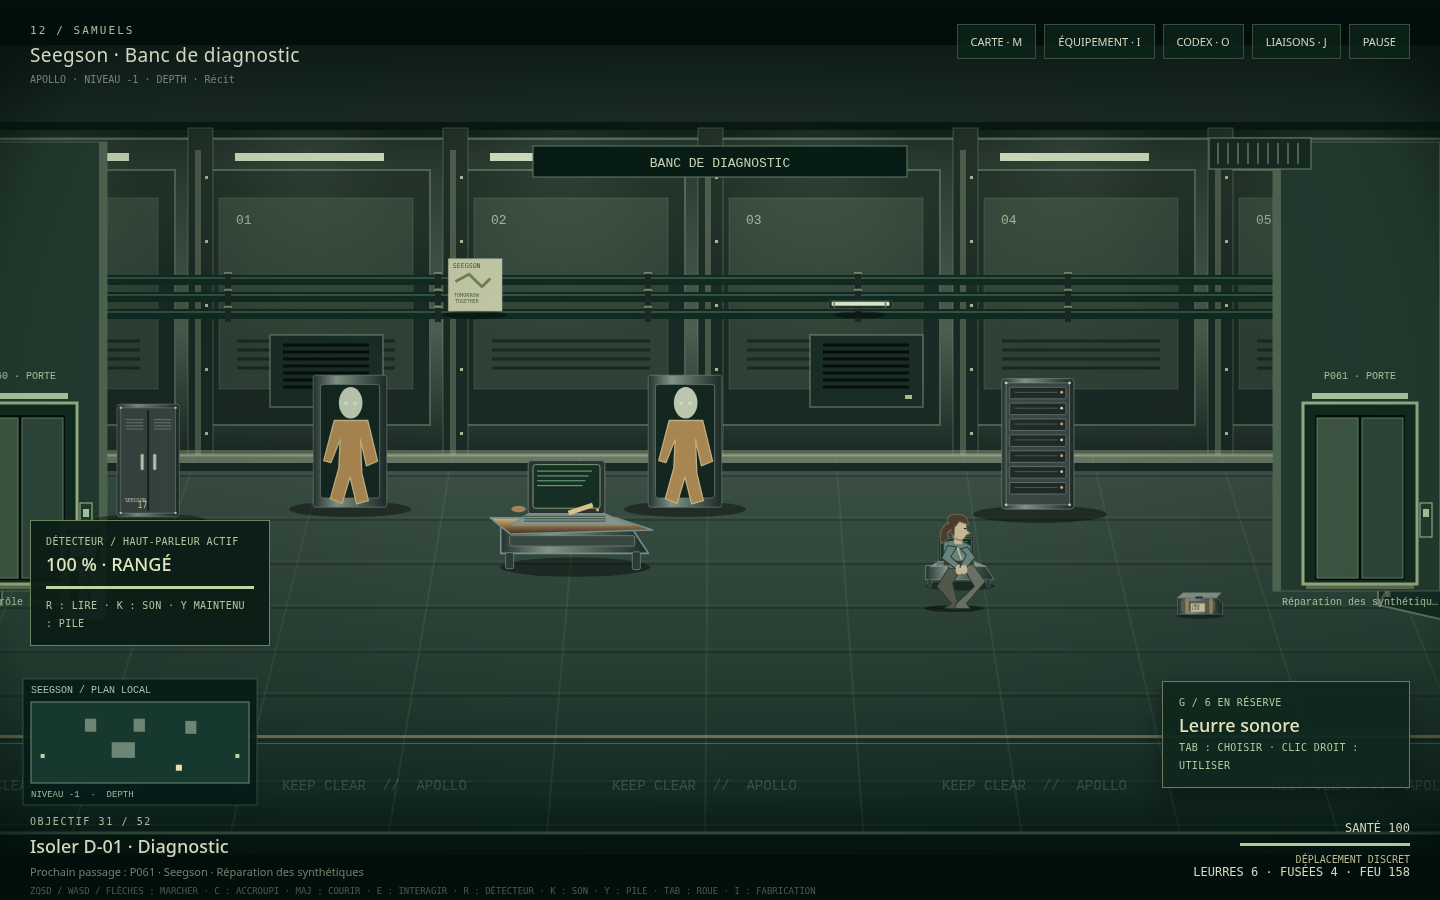 12 / SAMUELS
Seegson · Banc de diagnostic
APOLLO · NIVEAU -1 · DEPTH · Récit
CARTE · M
ÉQUIPEMENT · I
CODEX · O
LIAISONS · J
PAUSE
BANC DE DIAGNOSTIC
01
02
03
04
05
SEEGSON
TOMORROW
TOGETHER
60 · PORTE
P061 · PORTE
SEEGSON
17
DÉTECTEUR / HAUT-PARLEUR ACTIF
100 % · RANGÉ
R : LIRE · K : SON · Y MAINTENU
: PILE
rôle
Réparation des synthétiqu…
SEEGSON / PLAN LOCAL
NIVEAU -1 · DEPTH
G / 6 EN RÉSERVE
Leurre sonore
TAB : CHOISIR · CLIC DROIT :
UTILISER
KEEP CLEAR // APOLLO
KEEP CLEAR // APOLLO
KEEP CLEAR // APOLLO
OBJECTIF 31 / 52
Isoler D-01 · Diagnostic
Prochain passage : P061 · Seegson · Réparation des synthétiques
ZQSD / WASD / FLÈCHES : MARCHER · C : ACCROUPI · MAJ : COURIR · E : INTERAGIR · R : DÉTECTEUR · K : SON · Y : PILE · TAB : ROUE · I : FABRICATION
SANTÉ 100
DÉPLACEMENT DISCRET
LEURRES 6 · FUSÉES 4 · FEU 158